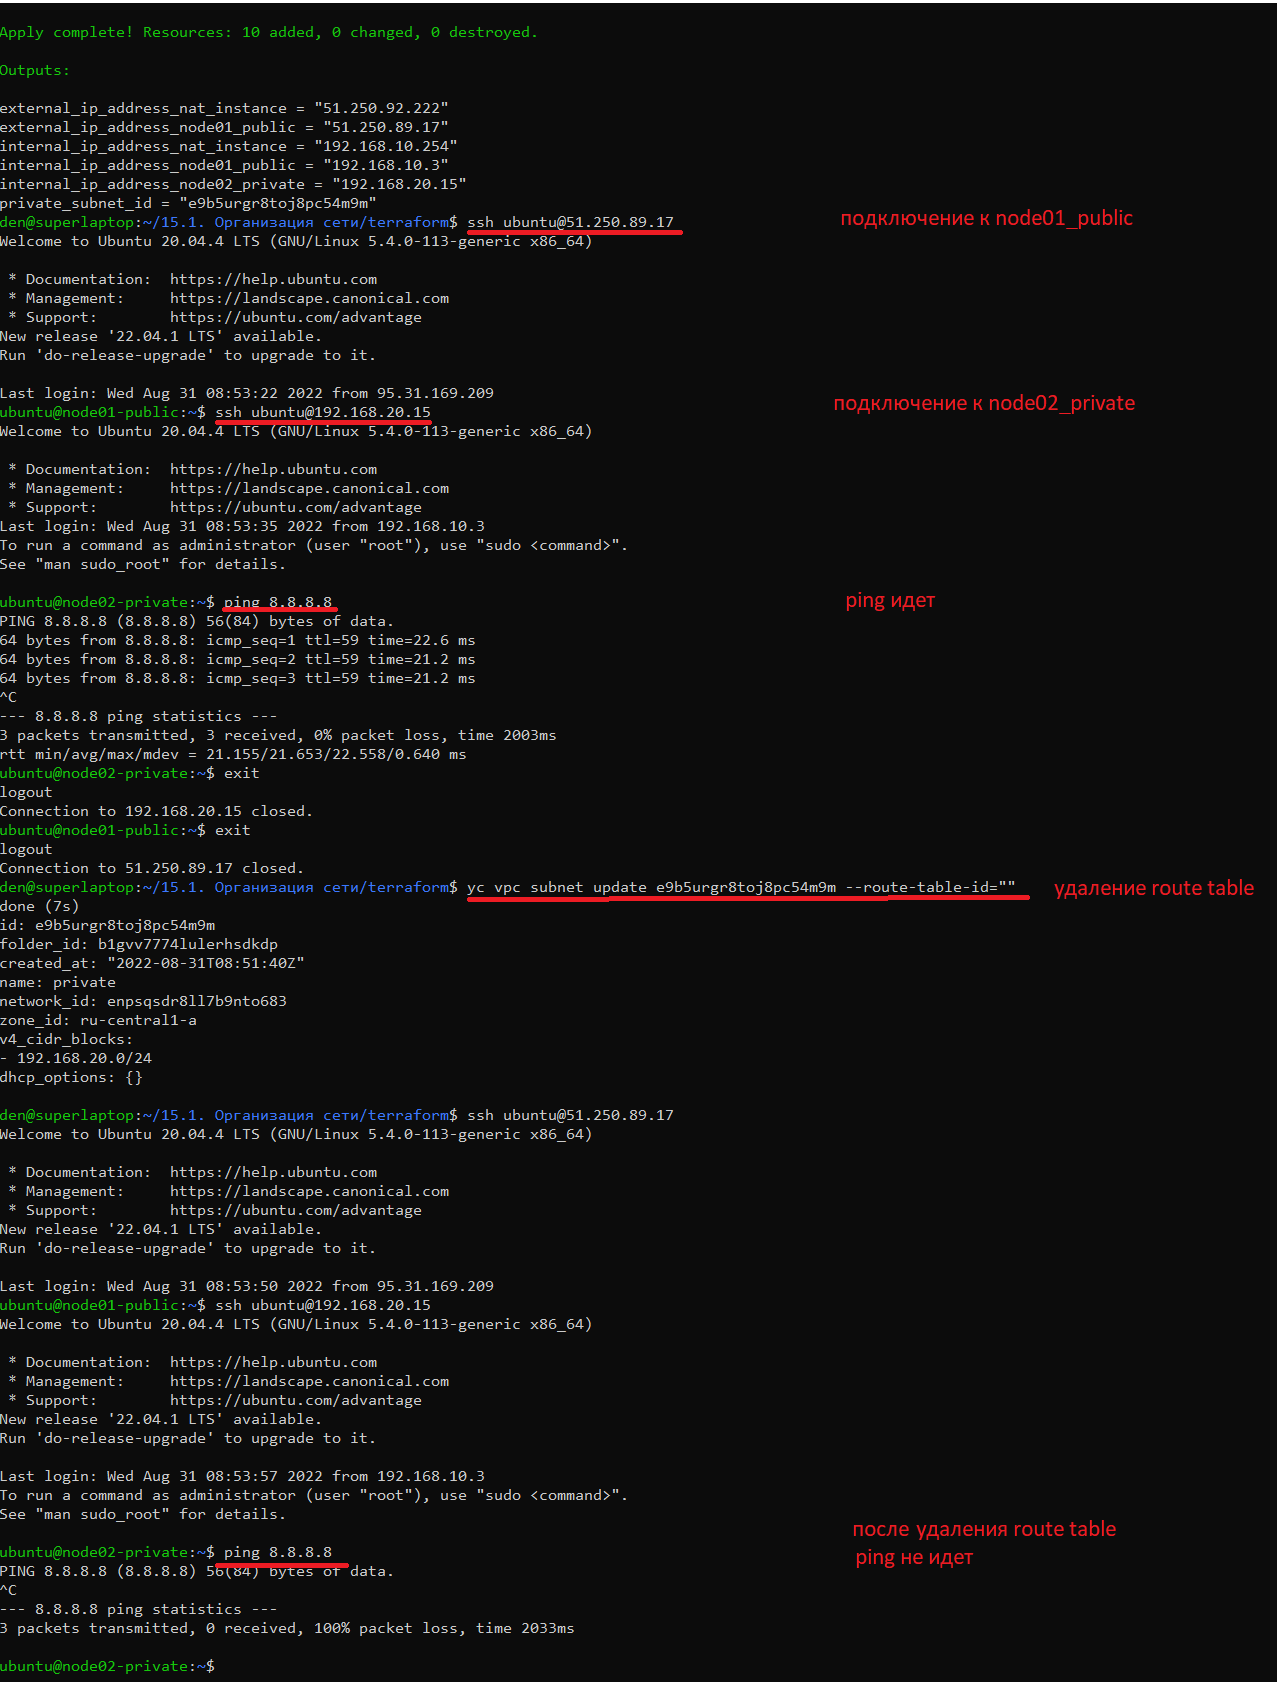 Apply complete! Resources: 10 added, 0 changed, 0 destroyed.
Outputs:
external_ip_address_nat_instance = "51.250.92.222"
external_ip_address_node01_public = "51.250.89.17"
internal_ip_address_nat_instance = "192.168.10.254"
internal_ip_address_node01_public = "192.168.10.3"
internal_ip_address_node02_private = "192.168.20.15"
private_subnet_id = "e9b5urgr8toj8pc54m9m"
den@superlaptop:~/15.1. Организация сети/terraform$ ssh ubuntu@51.250.89.17 подключение к node01_public
Welcome to Ubuntu 20.04.4 LTS (GNU/Linux 5.4.0-113-generic x86_64)
* Documentation: https://help.ubuntu.com
* Management: https://landscape.canonical.com
* Support: https://ubuntu.com/advantage
New release '22.04.1 LTS' available.
Run 'do-release-upgrade' to upgrade to it.
Last login: Wed Aug 31 08:53:22 2022 from 95.31.169.209
ubuntu@node01-public:~$ ssh ubuntu@192.168.20.15 подключение к node02_private
Welcome to Ubuntu 20.04.4 LTS (GNU/Linux 5.4.0-113-generic x86_64)
* Documentation: https://help.ubuntu.com
* Management: https://landscape.canonical.com
* Support: https://ubuntu.com/advantage
Last login: Wed Aug 31 08:53:35 2022 from 192.168.10.3
To run a command as administrator (user "root"), use "sudo <command>".
See "man sudo_root" for details.
ubuntu@node02-private:~$ ping 8.8.8.8 ping идет
PING 8.8.8.8 (8.8.8.8) 56(84) bytes of data.
64 bytes from 8.8.8.8: icmp_seq=1 ttl=59 time=22.6 ms
64 bytes from 8.8.8.8: icmp_seq=2 ttl=59 time=21.2 ms
64 bytes from 8.8.8.8: icmp_seq=3 ttl=59 time=21.2 ms
^C
--- 8.8.8.8 ping statistics ---
3 packets transmitted, 3 received, 0% packet loss, time 2003ms
rtt min/avg/max/mdev = 21.155/21.653/22.558/0.640 ms
ubuntu@node02-private:~$ exit
logout
Connection to 192.168.20.15 closed.
ubuntu@node01-public:~$ exit
logout
Connection to 51.250.89.17 closed.
den@superlaptop:~/15.1. Организация сети/terraform$ yc vpc subnet update e9b5urgr8toj8pc54m9m --route-table-id="" удаление route table
done (7s)
id: e9b5urgr8toj8pc54m9m
folder_id: b1gvv7774lulerhsdkdp
created_at: "2022-08-31T08:51:40Z"
name: private
network_id: enpsqsdr8ll7b9nto683
zone_id: ru-central1-a
v4_cidr_blocks:
- 192.168.20.0/24
dhcp_options: {}
den@superlaptop:~/15.1. Организация сети/terraform$ ssh ubuntu@51.250.89.17
Welcome to Ubuntu 20.04.4 LTS (GNU/Linux 5.4.0-113-generic x86_64)
* Documentation: https://help.ubuntu.com
* Management: https://landscape.canonical.com
* Support: https://ubuntu.com/advantage
New release '22.04.1 LTS' available.
Run 'do-release-upgrade' to upgrade to it.
Last login: Wed Aug 31 08:53:50 2022 from 95.31.169.209
ubuntu@node01-public:~$ ssh ubuntu@192.168.20.15
Welcome to Ubuntu 20.04.4 LTS (GNU/Linux 5.4.0-113-generic x86_64)
* Documentation: https://help.ubuntu.com
* Management: https://landscape.canonical.com
* Support: https://ubuntu.com/advantage
New release '22.04.1 LTS' available.
Run 'do-release-upgrade' to upgrade to it.
Last login: Wed Aug 31 08:53:57 2022 from 192.168.10.3
To run a command as administrator (user "root"), use "sudo <command>".
See "man sudo_root" for details.
после удаления route table
ubuntu@node02-private:~$ ping 8.8.8.8 ping не идет
PING 8.8.8.8 (8.8.8.8) 56(84) bytes of data.
^C
--- 8.8.8.8 ping statistics ---
3 packets transmitted, 0 received, 100% packet loss, time 2033ms
ubuntu@node02-private:~$